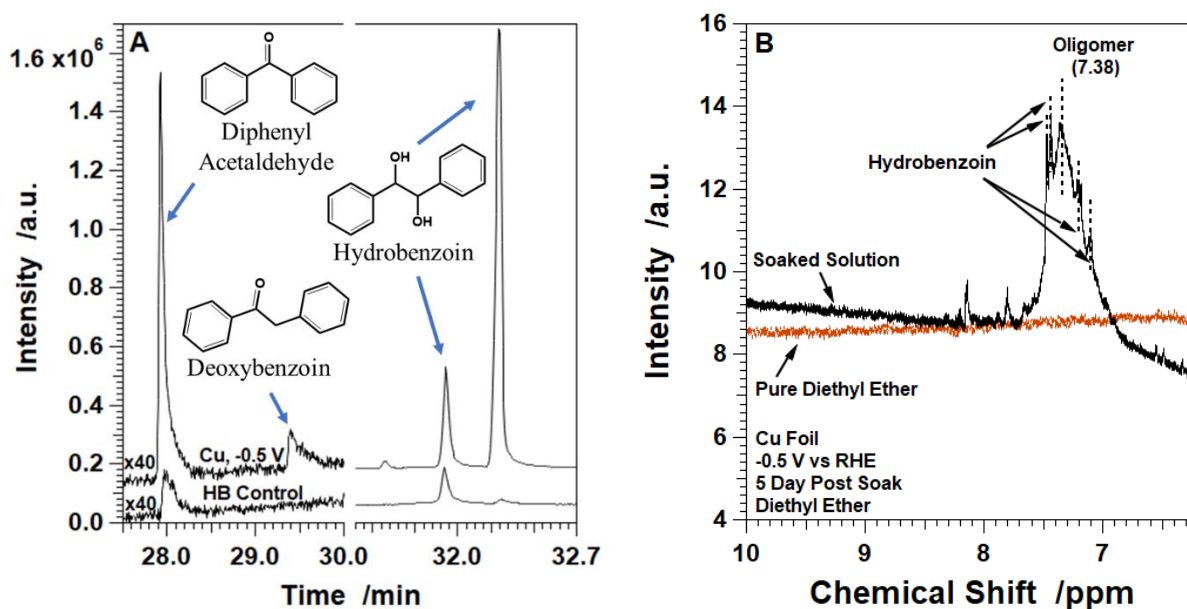 A
1.6 x10⁶
1.4
1.2
1.0
0.8
0.6
0.4
0.2
0.0
Intensity /a.u.
O
Diphenyl
Acetaldehyde
OH
OH
Hydrobenzoin
O
Deoxybenzoin
x40
Cu, -0.5 V
x40
HB Control
28.0
29.0
30.0
32.0
32.7
Time /min
B
16
14
12
10
8
6
4
Intensity /a.u.
Oligomer
(7.38)
Hydrobenzoin
Soaked Solution
Pure Diethyl Ether
Cu Foil
-0.5 V vs RHE
5 Day Post Soak
Diethyl Ether
10
9
8
7
Chemical Shift /ppm